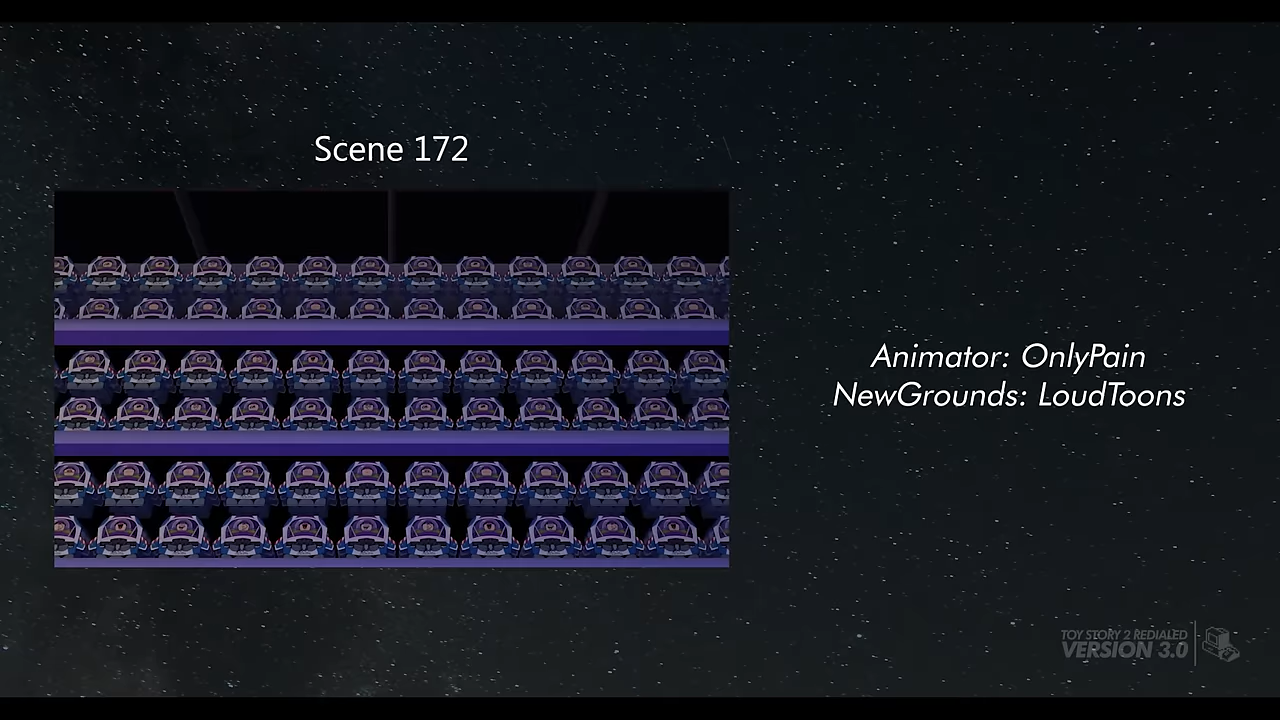 Scene 172
Animator: OnlyPain
NewGrounds: LoudToons
TOY STORY 2 REDIALED
VERSION 3.0